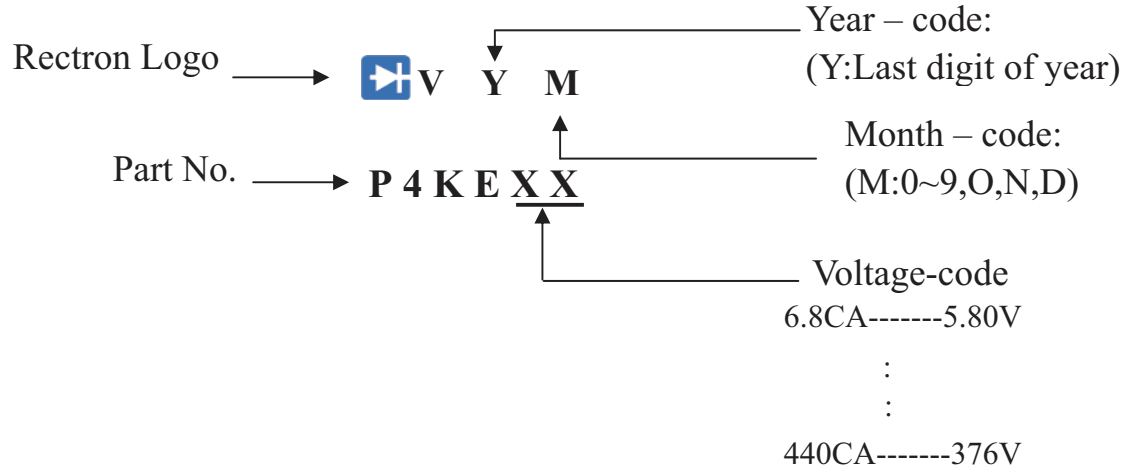 Year – code:
(Y:Last digit of year)
Rectron Logo
V Y M
Month – code:
(M:0~9,O,N,D)
Part No.
P4KEXX
Voltage-code
6.8CA-------5.80V
:
:
440CA-------376V